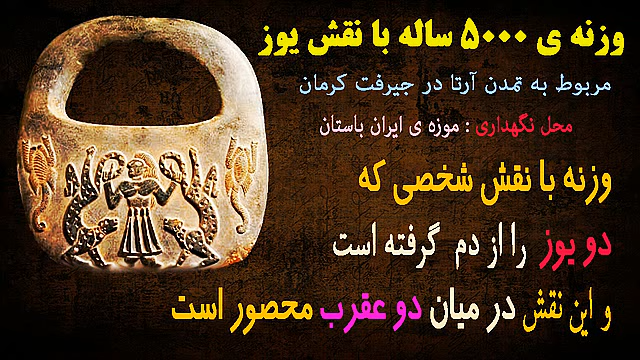 وزنه ی ۵۰۰۰ ساله با نقش یوز
مربوط به تمدن آرتا در جیرفت کرمان
محل نگهداری : موزه ی ایران باستان
وزنه با نقش شخصی که
دو یوز را از دم گرفته است
و این نقش در میان دو عقرب محصور است